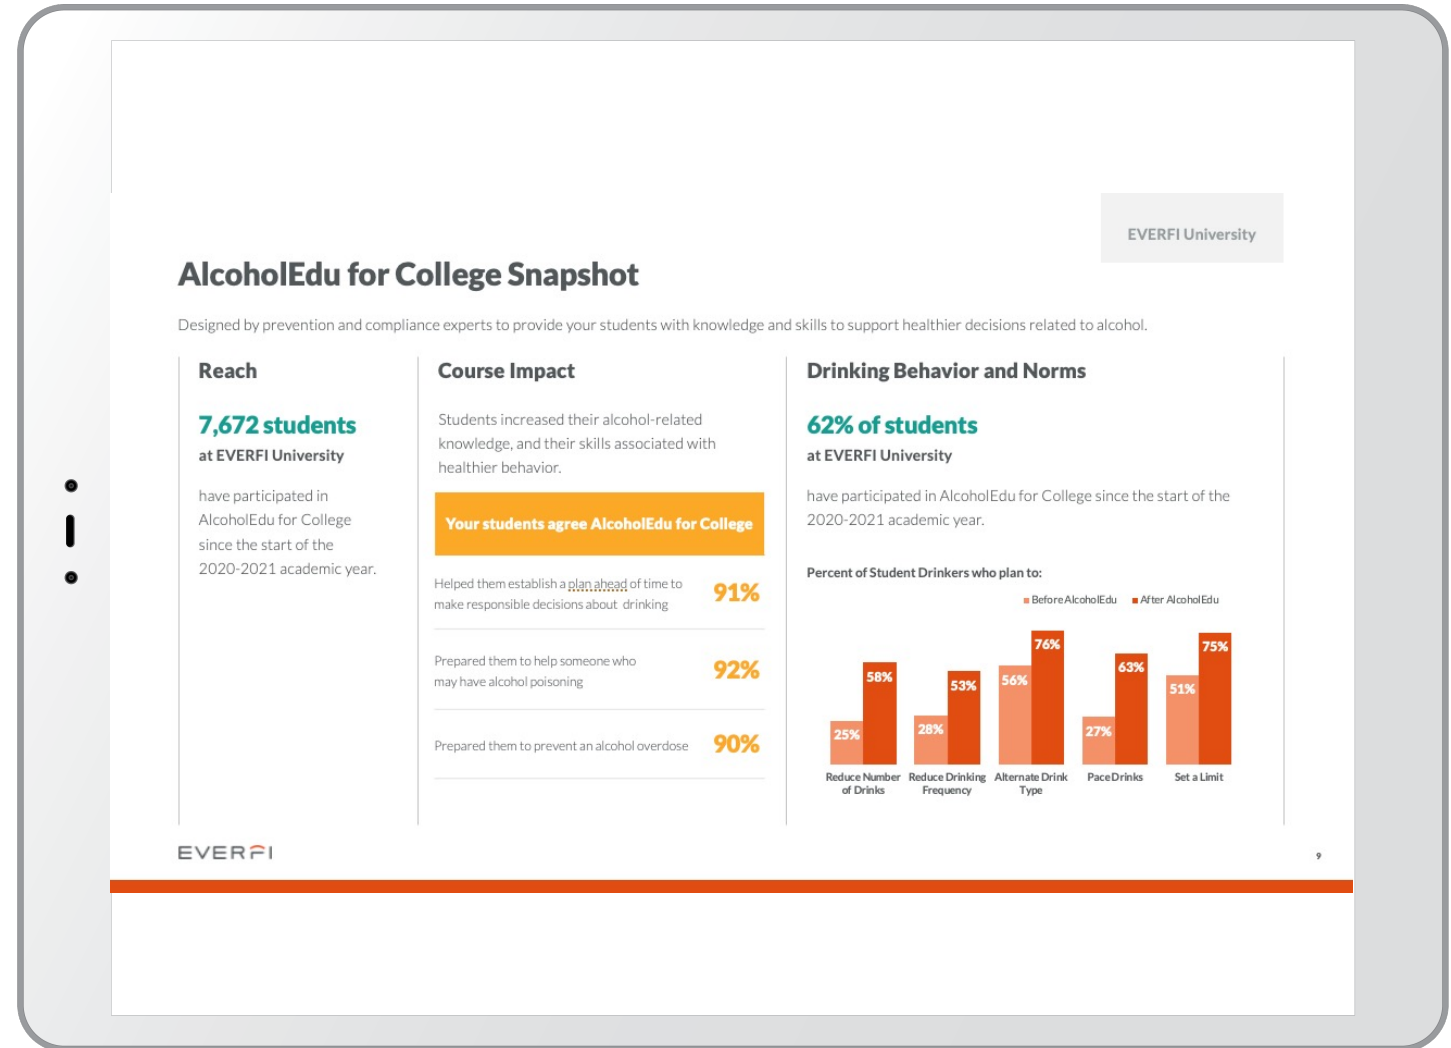 EVERFI University
AlcoholEdu for College Snapshot
Designed by prevention and compliance experts to provide your students with knowledge and skills to support healthier decisions related to alcohol.
Reach
7,672 students
at EVERFI University
have participated in
AlcoholEdu for College
since the start of the
2020-2021 academic year.
Course Impact
Students increased their alcohol-related
knowledge, and their skills associated with
healthier behavior.
Your students agree AlcoholEdu for College
Helped them establish a plan ahead of time to
make responsible decisions about drinking
91%
Prepared them to help someone who
may have alcohol poisoning
92%
Prepared them to prevent an alcohol overdose
90%
Drinking Behavior and Norms
62% of students
at EVERFI University
have participated in AlcoholEdu for College since the start of the
2020-2021 academic year.
Percent of Student Drinkers who plan to:
Before AlcoholEdu After AlcoholEdu
25% 58% 28% 53% 56% 76% 27% 63% 51% 75%
Reduce Number Reduce Drinking Alternate Drink Pace Drinks Set a Limit
of Drinks Frequency Type
EVERFI
9